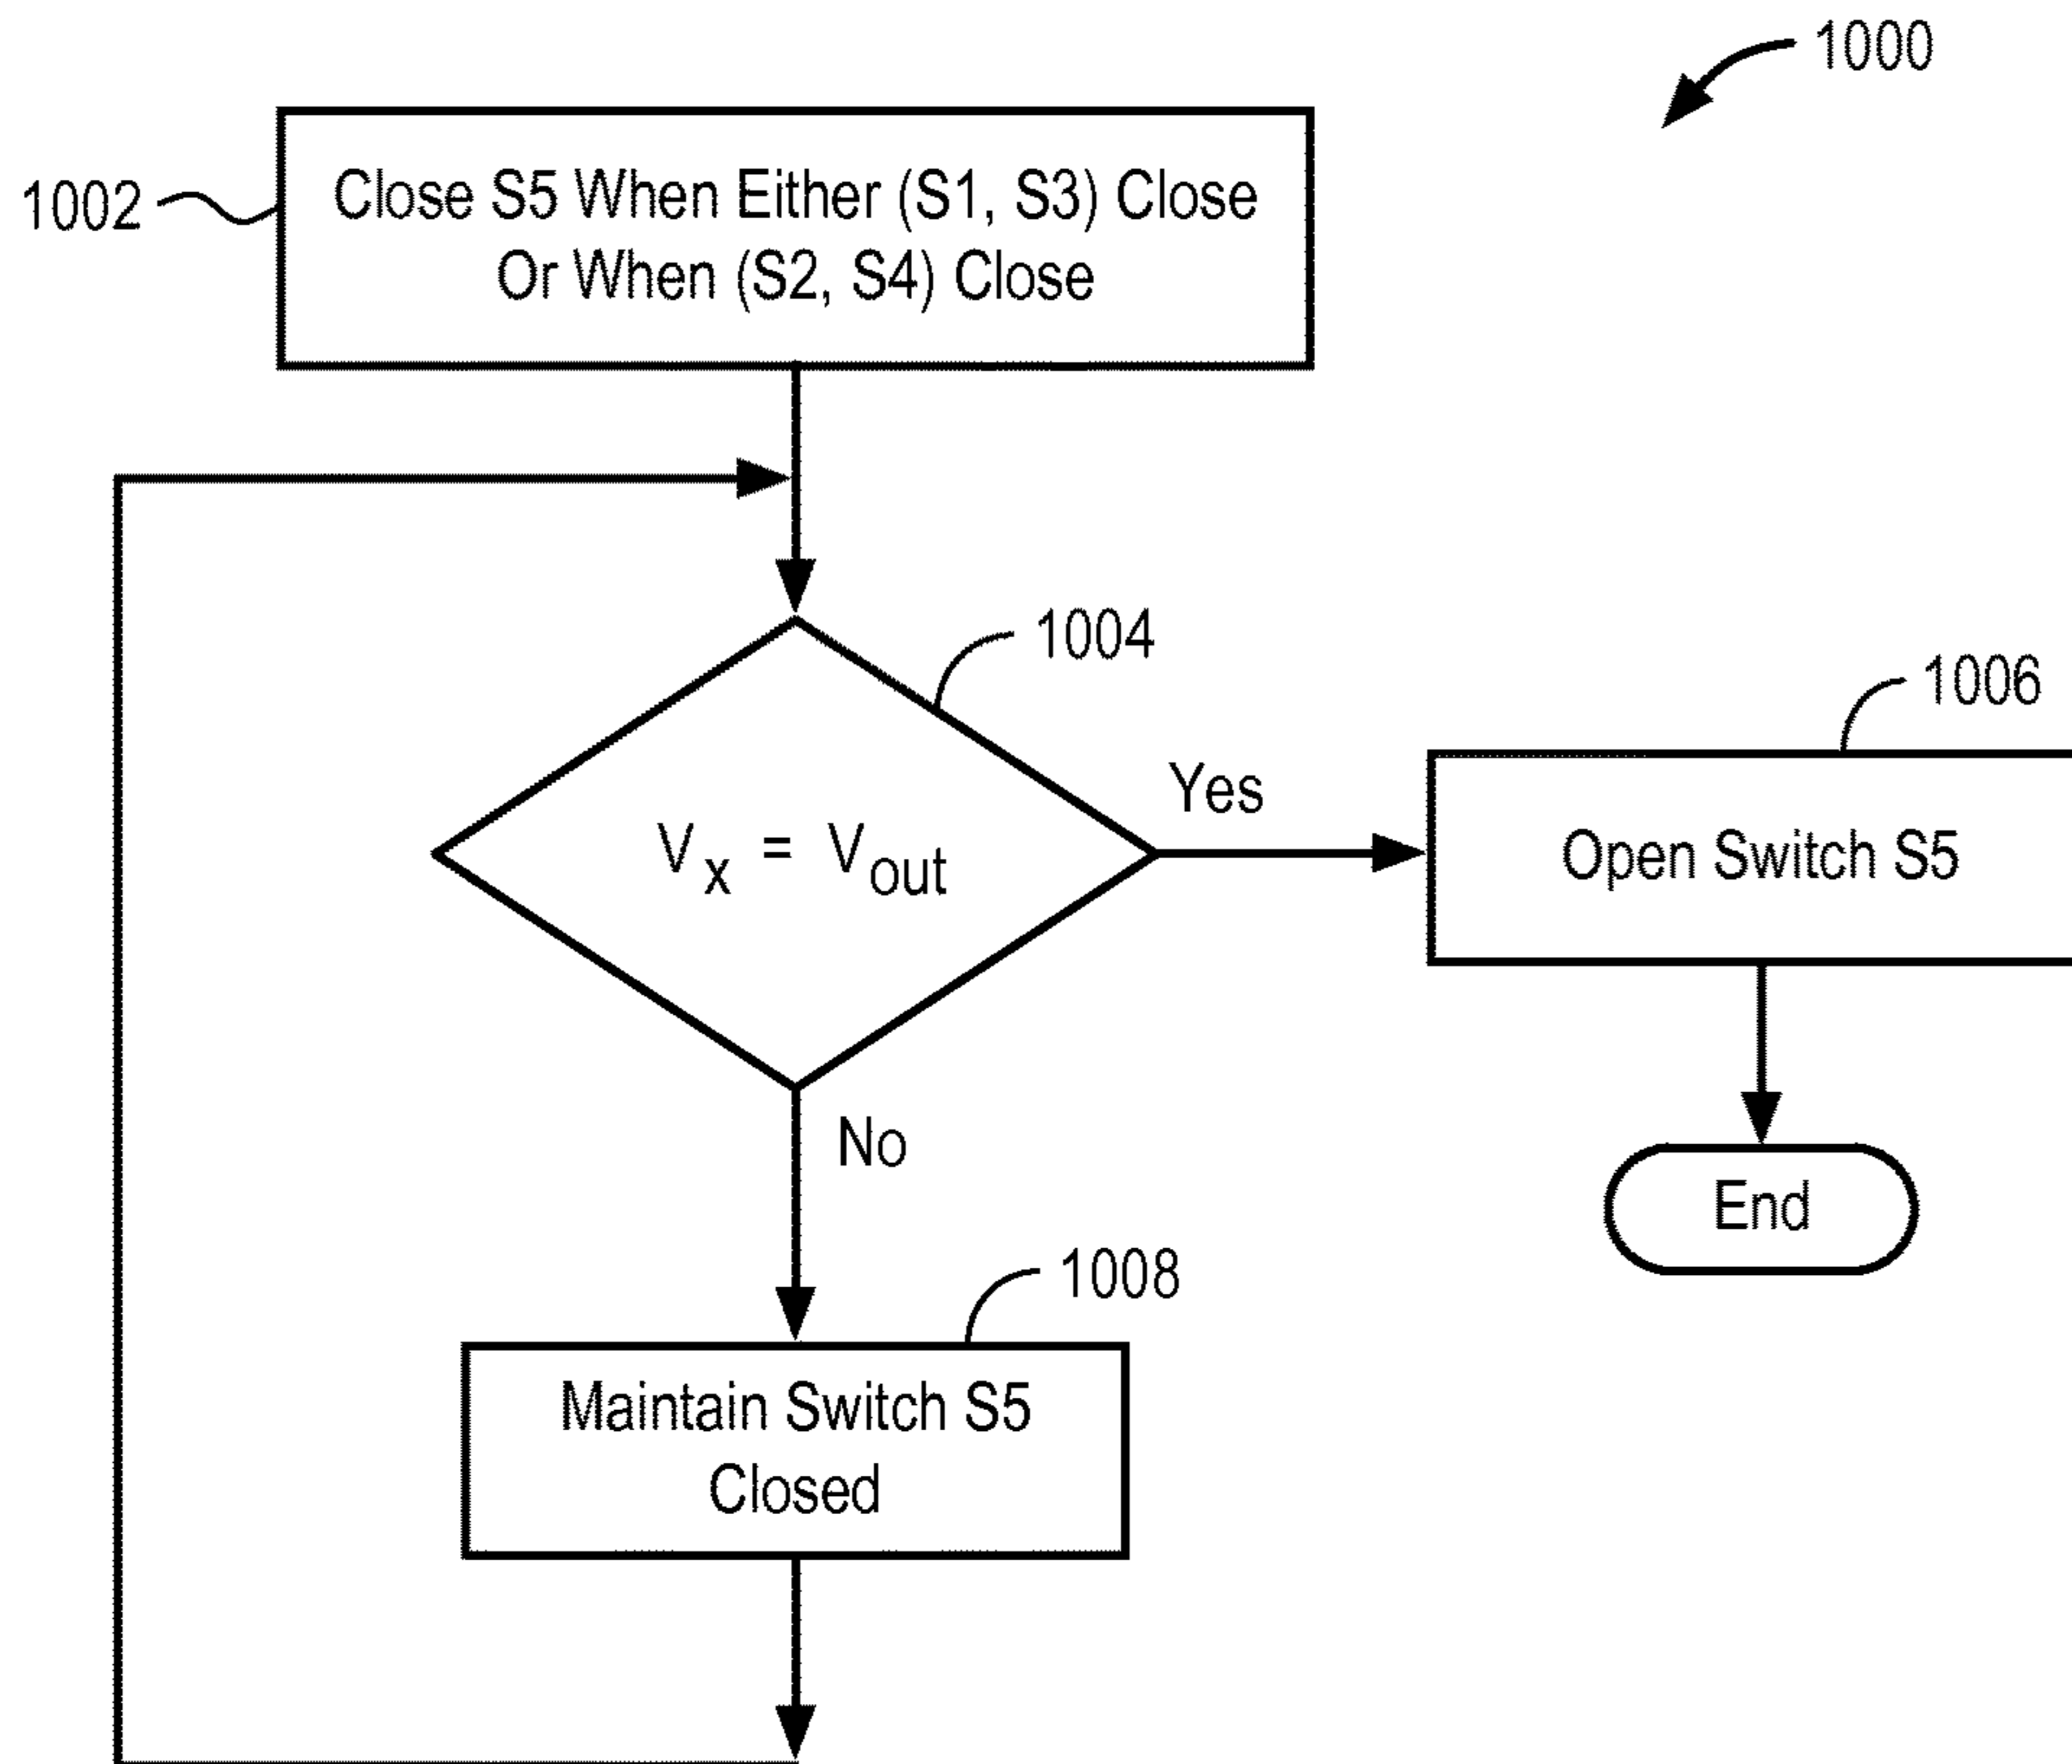 1000
1002
Close S5 When Either (S1, S3) Close
Or When (S2, S4) Close
1004
Vx = Vout
Yes
1006
Open Switch S5
End
No
1008
Maintain Switch S5
Closed